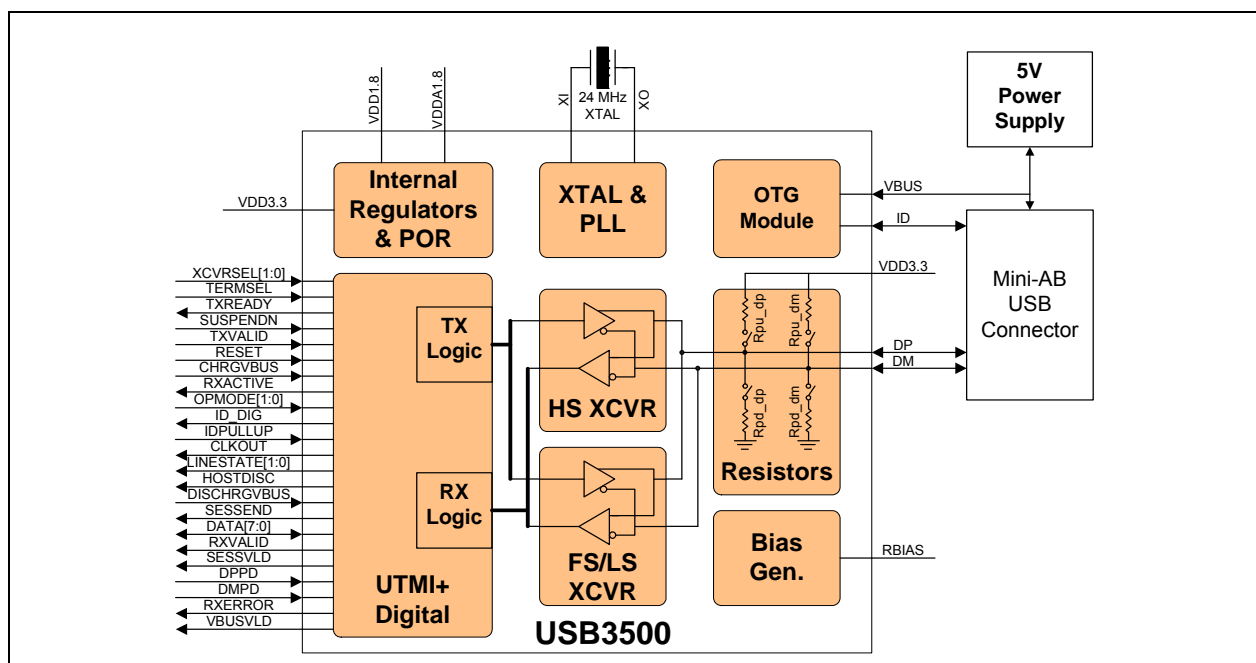 VDD1.8
VDDA1.8
XI
24 MHz
XTAL
XO
5V
Power
Supply
Internal
Regulators
& POR
XTAL &
PLL
OTG
Module
VBUS
ID
VDD3.3
VDD3.3
Mini-AB
USB
Connector
XCVRSEL[1:0]
TERMSEL
TXREADY
SUSPENDN
TXVALID
RESET
CHRGVBUS
RXACTIVE
OPMODE[1:0]
ID_DIG
IDPULLUP
CLKOUT
LINESTATE[1:0]
HOSTDISC
DISCHRGVBUS
SESSEND
DATA[7:0]
RXVALID
SESSVLD
DPPD
DMPD
RXERROR
VBUSVLD
TX
Logic
RX
Logic
UTMI+
Digital
HS XCVR
FS/LS
XCVR
Rpu_dp
Rpu_dm
Rpd_dp
Rpd_dm
Resistors
DP
DM
Bias
Gen.
RBIAS
USB3500